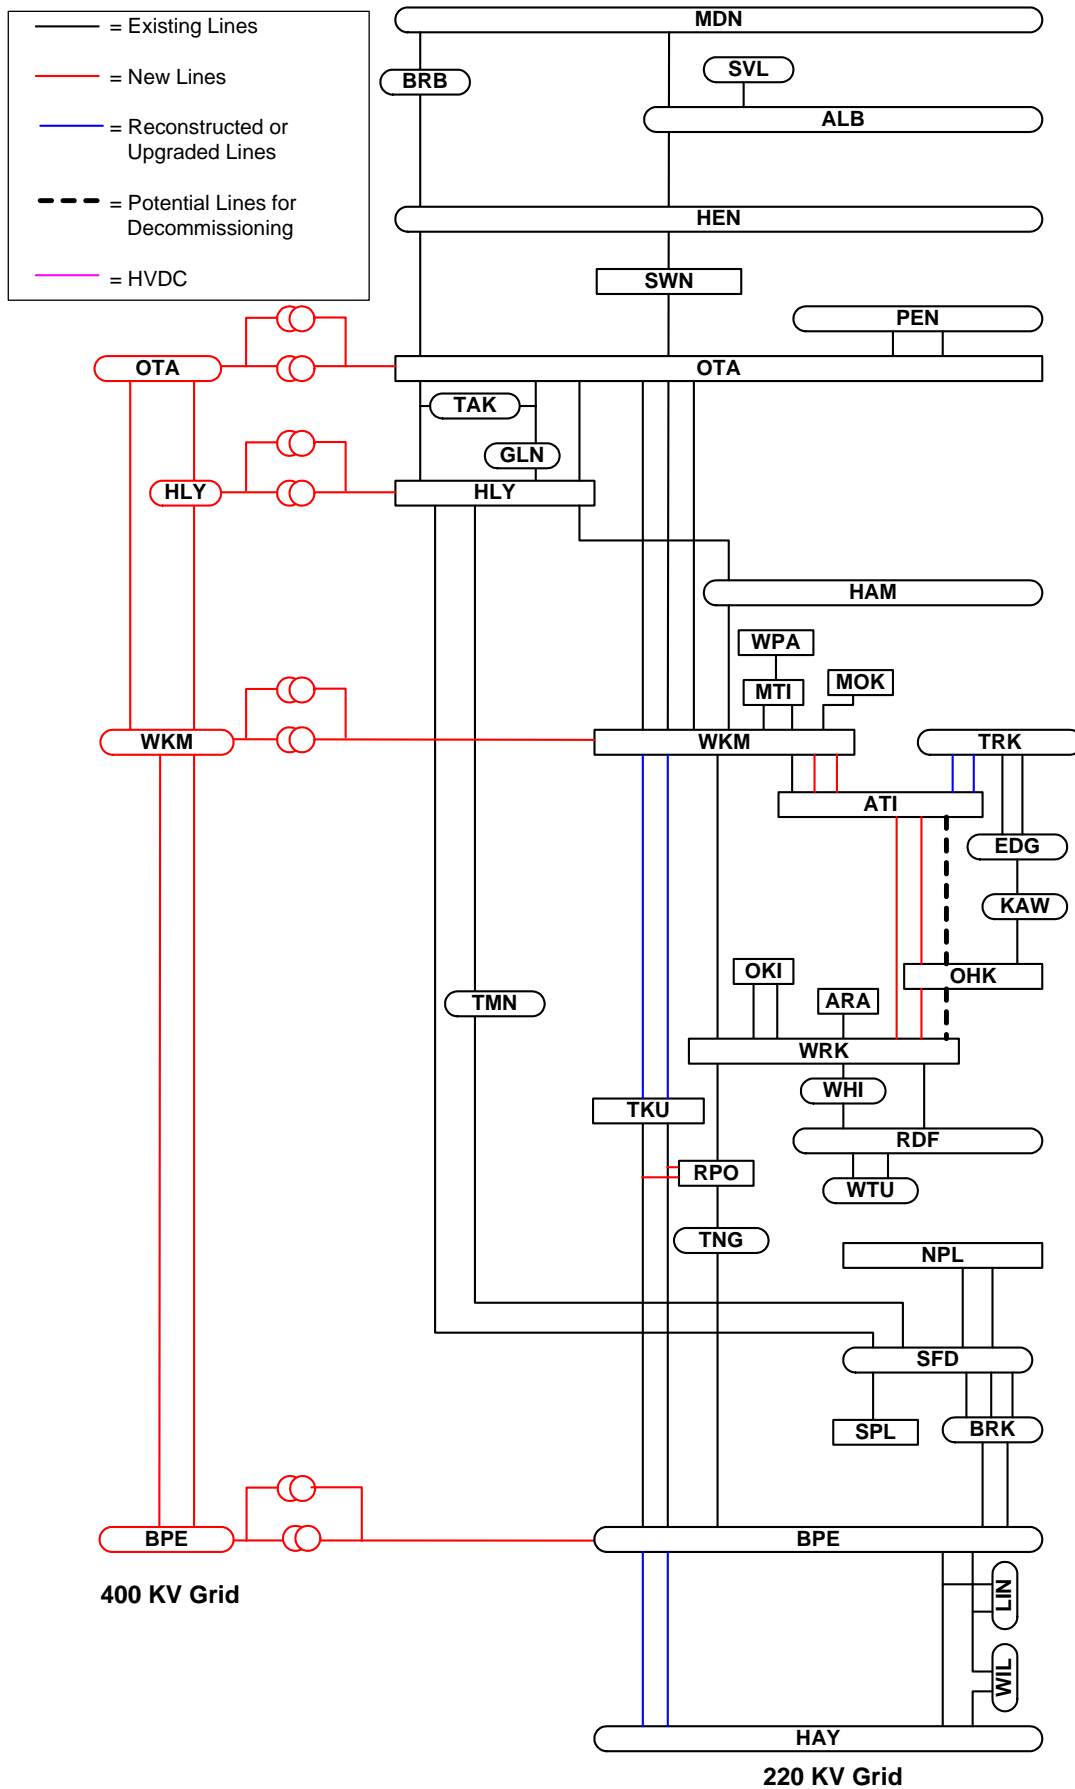 = Existing Lines
= New Lines
= Reconstructed or
Upgraded Lines
= Potential Lines for
Decommissioning
= HVDC
MDN
BRB
SVL
ALB
HEN
SWN
PEN
OTA
OTA
TAK
GLN
HLY
HLY
HAM
WPA
MTI
MOK
WKM
WKM
TRK
ATI
EDG
KAW
OKI
OHK
ARA
TMN
WRK
WHI
TKU
RDF
RPO
WTU
TNG
NPL
SFD
SPL
BRK
BPE
BPE
LIN
400 KV Grid
WIL
HAY
220 KV Grid